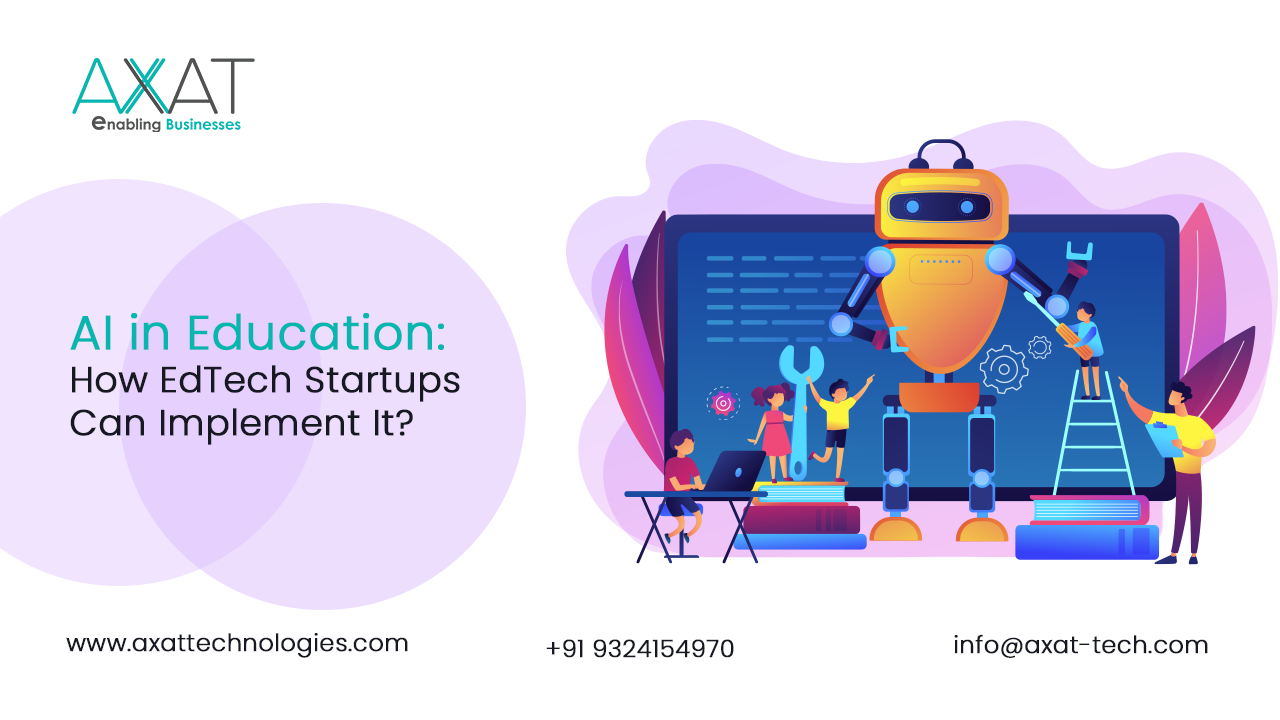 AXAT
enabling Businesses
AI in Education:
How EdTech Startups
Can Implement It?
www.axattechnologies.com
+91 9324154970
info@axat-tech.com